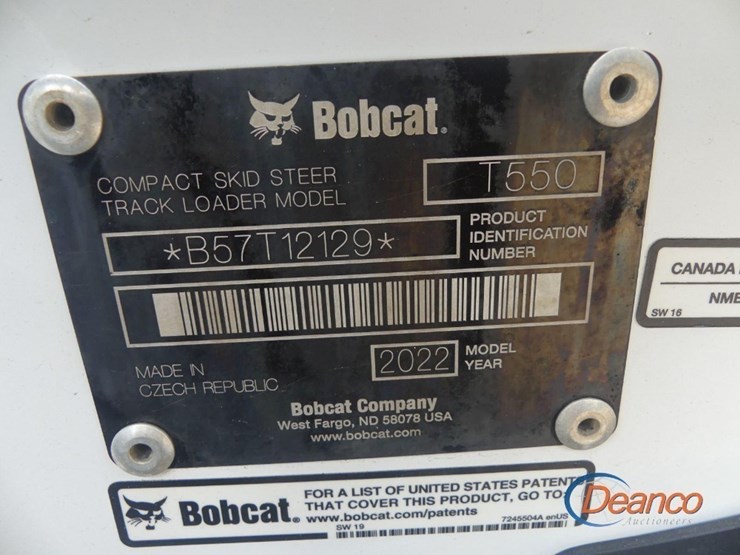 Bobcat®
COMPACT SKID STEER
TRACK LOADER MODEL
T550
*B57T12129*
PRODUCT
IDENTIFICATION
NUMBER
MADE IN
CZECH REPUBLIC
2022
MODEL
YEAR
Bobcat Company
West Fargo, ND 58078 USA
www.bobcat.com
CANADA
NMB
SW 16
Bobcat.
FOR A LIST OF UNITED STATES PATENT
THAT COVER THIS PRODUCT, GO TO:
www.bobcat.com/patents
SW 19
7245504A enUS
Deanco
Auctioneers